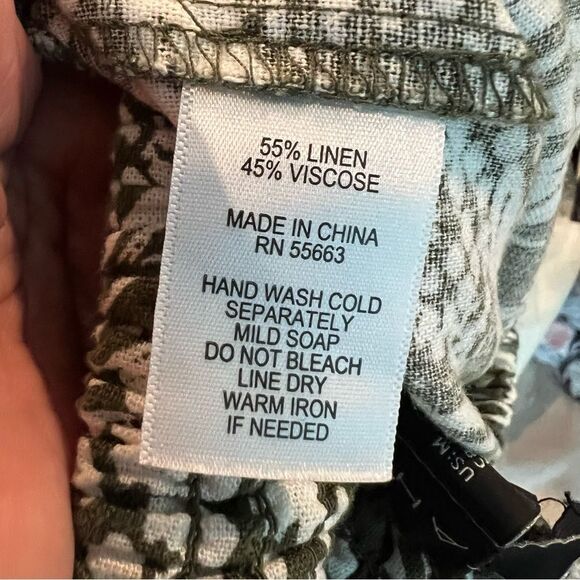 55% LINEN
45% VISCOSE
MADE IN CHINA
RN 55663
HAND WASH COLD
SEPARATELY
MILD SOAP
DO NOT BLEACH
LINE DRY
WARM IRON
IF NEEDED
US:M